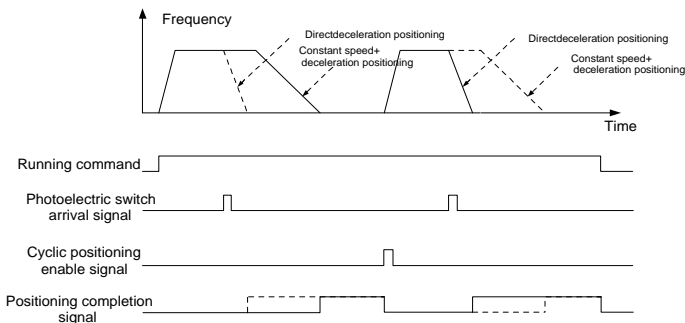 Frequency
Directdeceleration positioning
Constant speed+
deceleration positioning
Directdeceleration positioning
Constant speed+
deceleration positioning
Time
Running command
Photoelectric switch
arrival signal
Cyclic positioning
enable signal
Positioning completion
signal